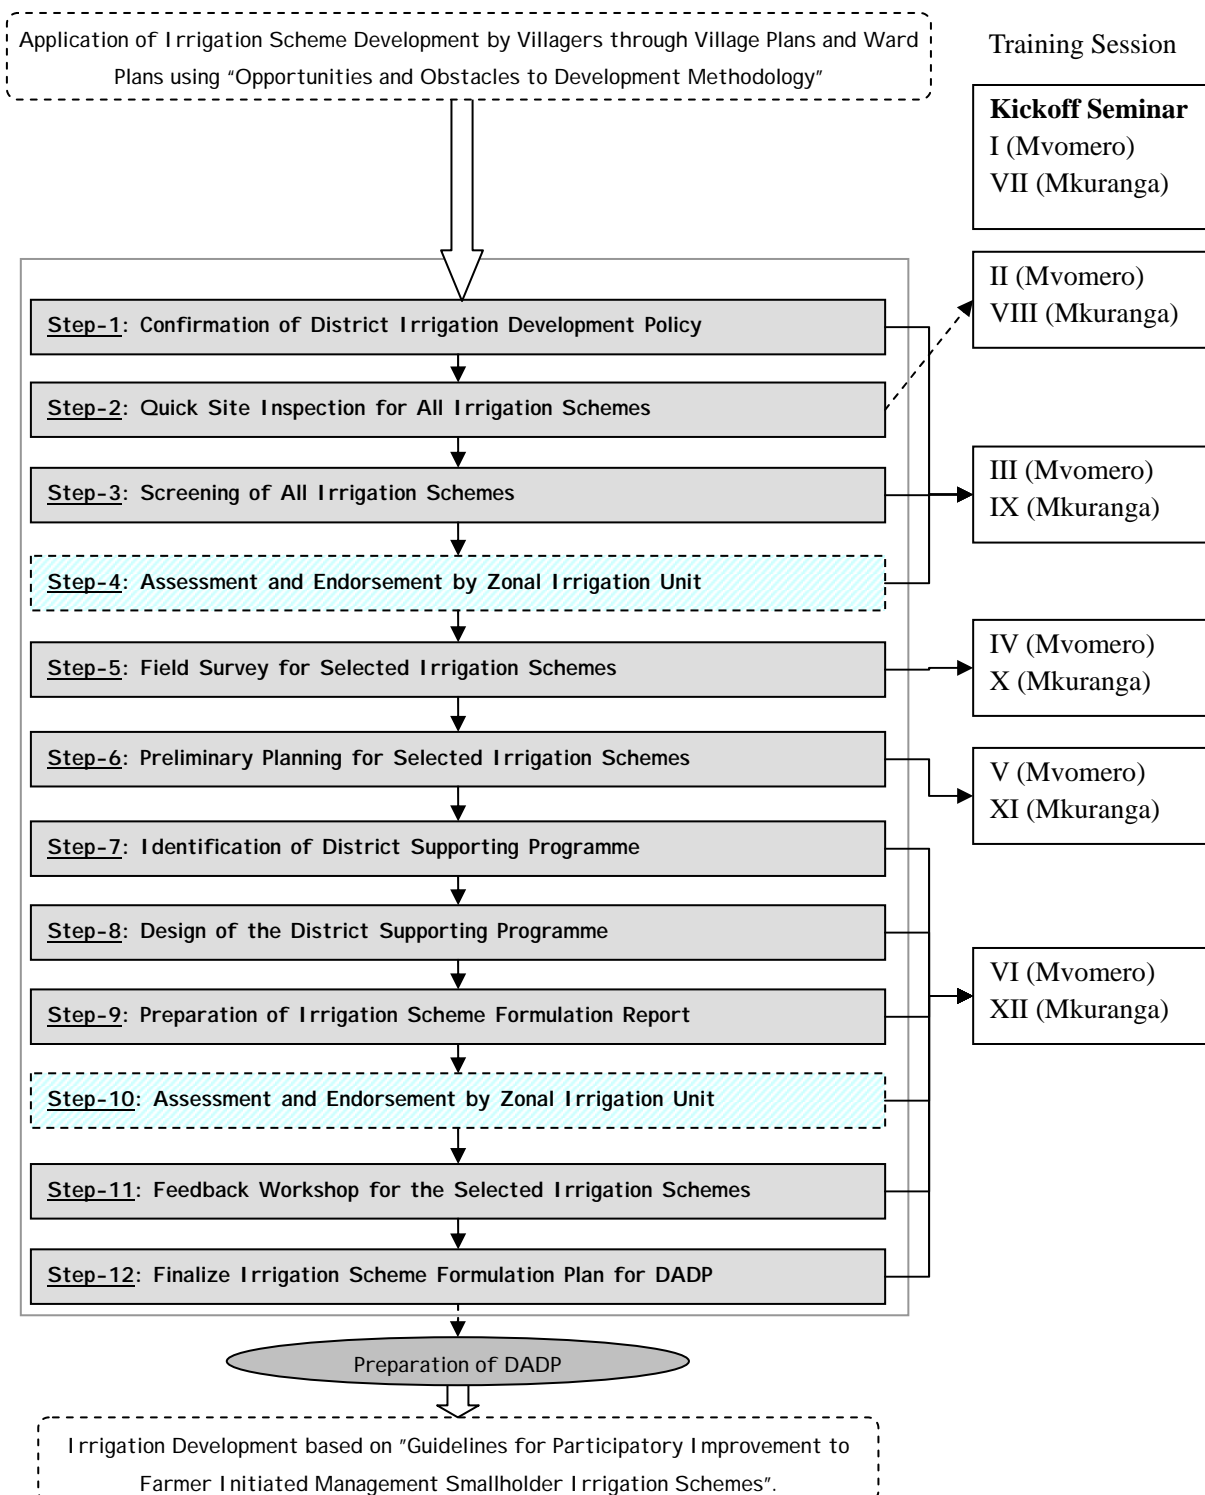 Application of Irrigation Scheme Development by Villagers through Village Plans and Ward
Plans using “Opportunities and Obstacles to Development Methodology”
Training Session
Kickoff Seminar
I (Mvomero)
VII (Mkuranga)
II (Mvomero)
VIII (Mkuranga)
Step-1: Confirmation of District Irrigation Development Policy
Step-2: Quick Site Inspection for All Irrigation Schemes
Step-3: Screening of All Irrigation Schemes
III (Mvomero)
IX (Mkuranga)
Step-4: Assessment and Endorsement by Zonal Irrigation Unit
Step-5: Field Survey for Selected Irrigation Schemes
IV (Mvomero)
X (Mkuranga)
Step-6: Preliminary Planning for Selected Irrigation Schemes
V (Mvomero)
XI (Mkuranga)
Step-7: Identification of District Supporting Programme
Step-8: Design of the District Supporting Programme
Step-9: Preparation of Irrigation Scheme Formulation Report
VI (Mvomero)
XII (Mkuranga)
Step-10: Assessment and Endorsement by Zonal Irrigation Unit
Step-11: Feedback Workshop for the Selected Irrigation Schemes
Step-12: Finalize Irrigation Scheme Formulation Plan for DADP
Preparation of DADP
Irrigation Development based on ”Guidelines for Participatory Improvement to
Farmer Initiated Management Smallholder Irrigation Schemes”.